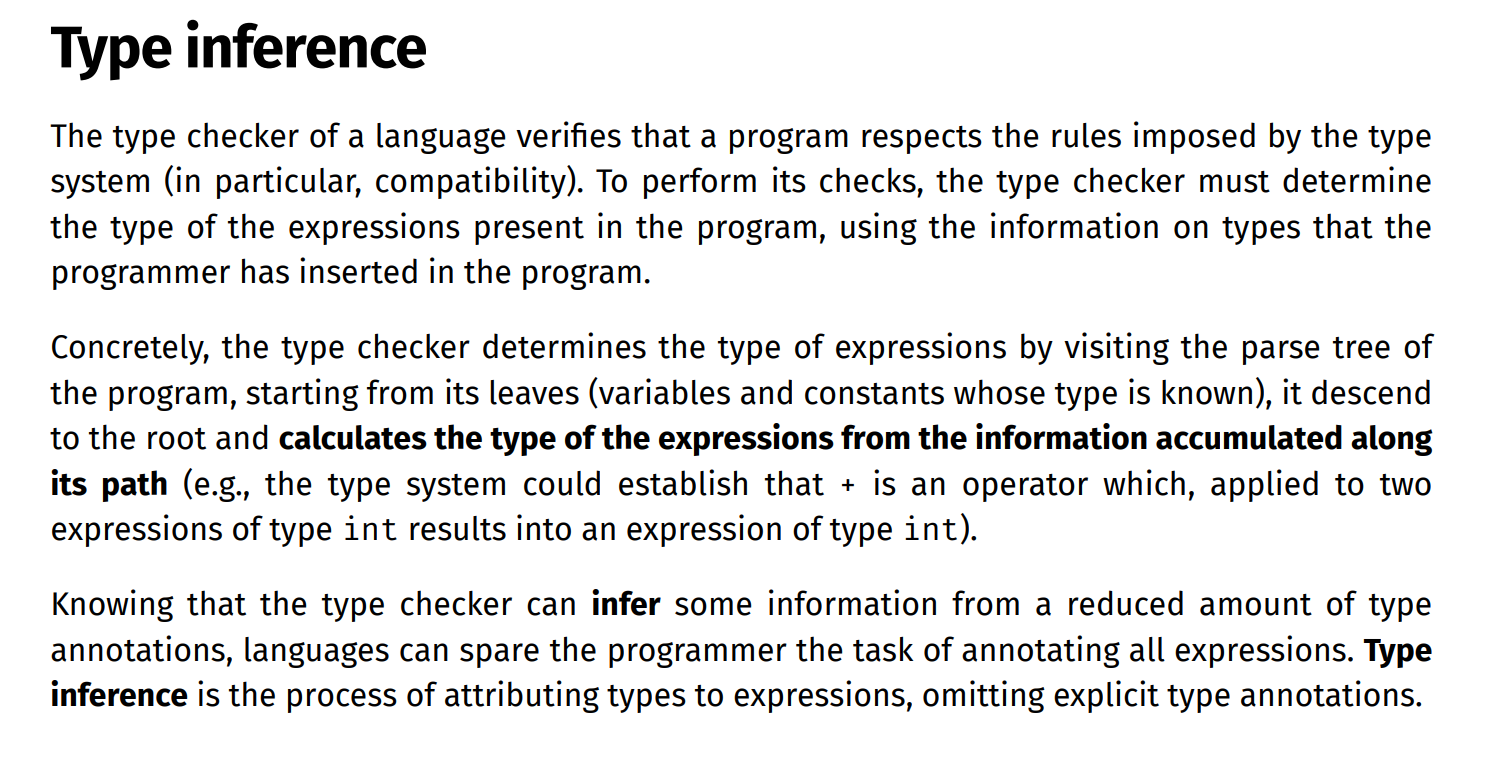 Type inference
The type checker of a language verifies that a program respects the rules imposed by the type
system (in particular, compatibility). To perform its checks, the type checker must determine
the type of the expressions present in the program, using the information on types that the
programmer has inserted in the program.
Concretely, the type checker determines the type of expressions by visiting the parse tree of
the program, starting from its leaves (variables and constants whose type is known), it descend
to the root and calculates the type of the expressions from the information accumulated along
its path (e.g., the type system could establish that + is an operator which, applied to two
expressions of type int results into an expression of type int).
Knowing that the type checker can infer some information from a reduced amount of type
annotations, languages can spare the programmer the task of annotating all expressions. Type
inference is the process of attributing types to expressions, omitting explicit type annotations.